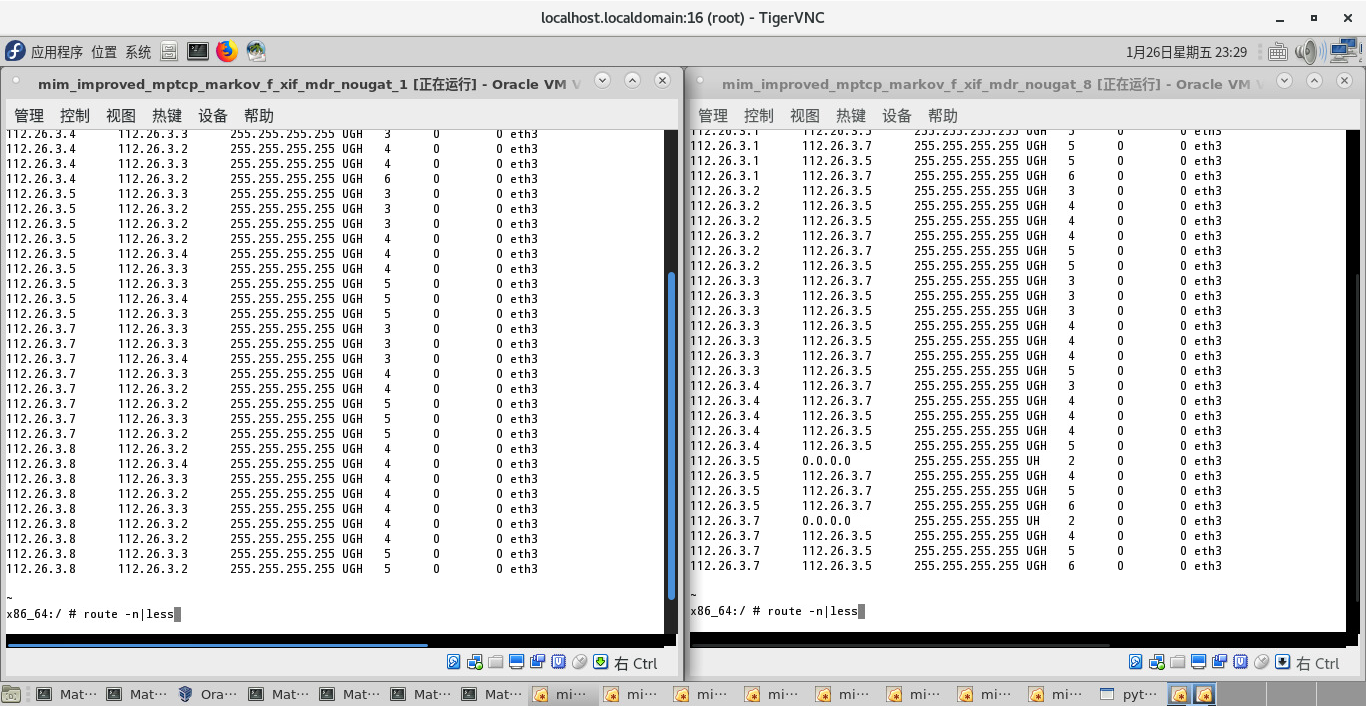 localhost.localdomain:16 (root) - TigerVNC
应用程序 位置 系统
1月26日星期五 23:29
mim_improved_mptcp_markov_f_xif_mdr_nougat_1 [正在运行] - Oracle VM V
管理 控制 视图 热键 设备 帮助
112.26.3.4 112.26.3.3 255.255.255.255 UGH 3 0 0 eth3
112.26.3.4 112.26.3.2 255.255.255.255 UGH 4 0 0 eth3
112.26.3.4 112.26.3.3 255.255.255.255 UGH 4 0 0 eth3
112.26.3.4 112.26.3.2 255.255.255.255 UGH 6 0 0 eth3
112.26.3.5 112.26.3.3 255.255.255.255 UGH 3 0 0 eth3
112.26.3.5 112.26.3.2 255.255.255.255 UGH 3 0 0 eth3
112.26.3.5 112.26.3.2 255.255.255.255 UGH 3 0 0 eth3
112.26.3.5 112.26.3.2 255.255.255.255 UGH 4 0 0 eth3
112.26.3.5 112.26.3.4 255.255.255.255 UGH 4 0 0 eth3
112.26.3.5 112.26.3.3 255.255.255.255 UGH 4 0 0 eth3
112.26.3.5 112.26.3.3 255.255.255.255 UGH 5 0 0 eth3
112.26.3.5 112.26.3.4 255.255.255.255 UGH 5 0 0 eth3
112.26.3.5 112.26.3.3 255.255.255.255 UGH 5 0 0 eth3
112.26.3.7 112.26.3.3 255.255.255.255 UGH 3 0 0 eth3
112.26.3.7 112.26.3.3 255.255.255.255 UGH 3 0 0 eth3
112.26.3.7 112.26.3.4 255.255.255.255 UGH 3 0 0 eth3
112.26.3.7 112.26.3.3 255.255.255.255 UGH 4 0 0 eth3
112.26.3.7 112.26.3.2 255.255.255.255 UGH 4 0 0 eth3
112.26.3.7 112.26.3.2 255.255.255.255 UGH 5 0 0 eth3
112.26.3.7 112.26.3.3 255.255.255.255 UGH 5 0 0 eth3
112.26.3.7 112.26.3.2 255.255.255.255 UGH 5 0 0 eth3
112.26.3.8 112.26.3.2 255.255.255.255 UGH 4 0 0 eth3
112.26.3.8 112.26.3.4 255.255.255.255 UGH 4 0 0 eth3
112.26.3.8 112.26.3.3 255.255.255.255 UGH 4 0 0 eth3
112.26.3.8 112.26.3.2 255.255.255.255 UGH 4 0 0 eth3
112.26.3.8 112.26.3.3 255.255.255.255 UGH 4 0 0 eth3
112.26.3.8 112.26.3.2 255.255.255.255 UGH 4 0 0 eth3
112.26.3.8 112.26.3.2 255.255.255.255 UGH 4 0 0 eth3
112.26.3.8 112.26.3.3 255.255.255.255 UGH 5 0 0 eth3
112.26.3.8 112.26.3.2 255.255.255.255 UGH 5 0 0 eth3
~
x86_64:/ # route -n|less
右 Ctrl
mim_improved_mptcp_markov_f_xif_mdr_nougat_8 [正在运行] - Oracle VM V
管理 控制 视图 热键 设备 帮助
112.26.3.1 112.26.3.5 255.255.255.255 UGH 5 0 0 eth3
112.26.3.1 112.26.3.7 255.255.255.255 UGH 5 0 0 eth3
112.26.3.1 112.26.3.5 255.255.255.255 UGH 5 0 0 eth3
112.26.3.1 112.26.3.7 255.255.255.255 UGH 6 0 0 eth3
112.26.3.2 112.26.3.5 255.255.255.255 UGH 3 0 0 eth3
112.26.3.2 112.26.3.5 255.255.255.255 UGH 4 0 0 eth3
112.26.3.2 112.26.3.5 255.255.255.255 UGH 4 0 0 eth3
112.26.3.2 112.26.3.7 255.255.255.255 UGH 4 0 0 eth3
112.26.3.2 112.26.3.7 255.255.255.255 UGH 5 0 0 eth3
112.26.3.2 112.26.3.5 255.255.255.255 UGH 5 0 0 eth3
112.26.3.3 112.26.3.7 255.255.255.255 UGH 3 0 0 eth3
112.26.3.3 112.26.3.5 255.255.255.255 UGH 3 0 0 eth3
112.26.3.3 112.26.3.5 255.255.255.255 UGH 3 0 0 eth3
112.26.3.3 112.26.3.5 255.255.255.255 UGH 4 0 0 eth3
112.26.3.3 112.26.3.5 255.255.255.255 UGH 4 0 0 eth3
112.26.3.3 112.26.3.7 255.255.255.255 UGH 4 0 0 eth3
112.26.3.3 112.26.3.5 255.255.255.255 UGH 5 0 0 eth3
112.26.3.4 112.26.3.7 255.255.255.255 UGH 3 0 0 eth3
112.26.3.4 112.26.3.7 255.255.255.255 UGH 4 0 0 eth3
112.26.3.4 112.26.3.5 255.255.255.255 UGH 4 0 0 eth3
112.26.3.4 112.26.3.5 255.255.255.255 UGH 4 0 0 eth3
112.26.3.4 112.26.3.5 255.255.255.255 UGH 5 0 0 eth3
112.26.3.5 0.0.0.0 255.255.255.255 UH 2 0 0 eth3
112.26.3.5 112.26.3.7 255.255.255.255 UGH 4 0 0 eth3
112.26.3.5 112.26.3.7 255.255.255.255 UGH 5 0 0 eth3
112.26.3.5 112.26.3.7 255.255.255.255 UGH 6 0 0 eth3
112.26.3.7 0.0.0.0 255.255.255.255 UH 2 0 0 eth3
112.26.3.7 112.26.3.5 255.255.255.255 UGH 4 0 0 eth3
112.26.3.7 112.26.3.5 255.255.255.255 UGH 5 0 0 eth3
112.26.3.7 112.26.3.5 255.255.255.255 UGH 6 0 0 eth3
~
x86_64:/ # route -n|less
右 Ctrl
Mat··· Mat··· Ora··· Mat··· Mat··· Mat··· Mat··· mi··· mi··· mi··· mi··· mi··· mi··· mi··· mi··· pyt···